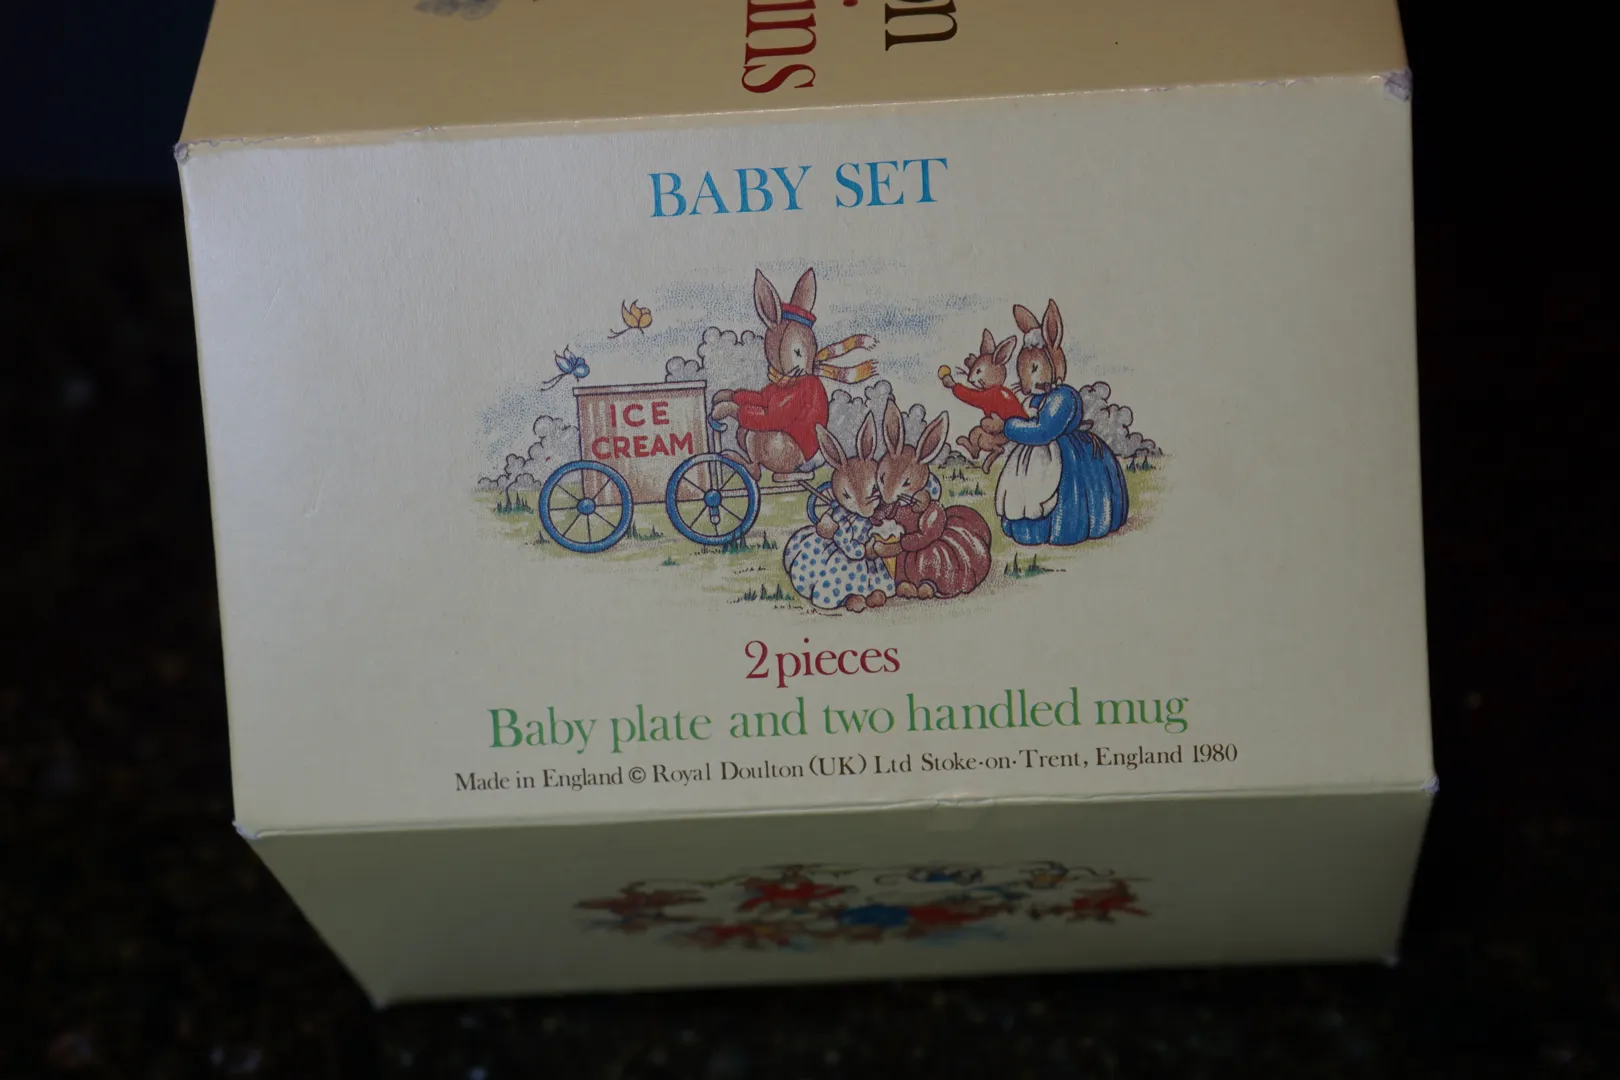 BABY SET
ICE
CREAM
2 pieces
Baby plate and two handled mug
Made in England © Royal Doulton (UK) Ltd Stoke-on-Trent, England 1980